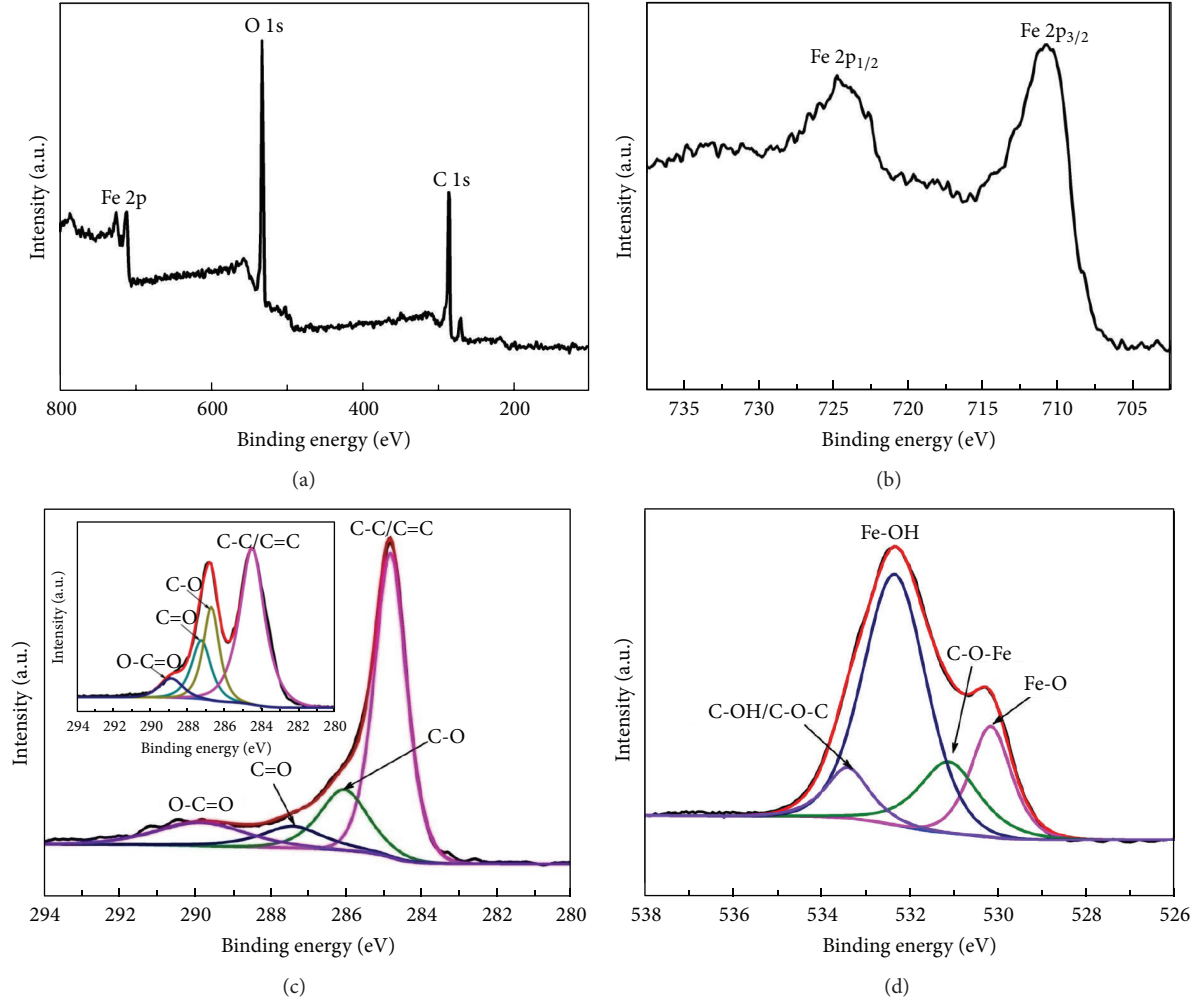 O 1s
Fe 2p
C 1s
Intensity (a.u.)
800 600 400 200
Binding energy (eV)
(a)
Fe 2p3/2
Fe 2p1/2
Intensity (a.u.)
735 730 725 720 715 710 705
Binding energy (eV)
(b)
C-C/C=C
C-O
C=O
O-C=O
Intensity (a.u.)
294 292 290 288 286 284 282 280
Binding energy (eV)
C-C/C=C
C-O
C=O
O-C=O
Intensity (a.u.)
294 292 290 288 286 284 282 280
Binding energy (eV)
(c)
Fe-OH
C-O-Fe
Fe-O
C-OH/C-O-C
Intensity (a.u.)
538 536 534 532 530 528 526
Binding energy (eV)
(d)